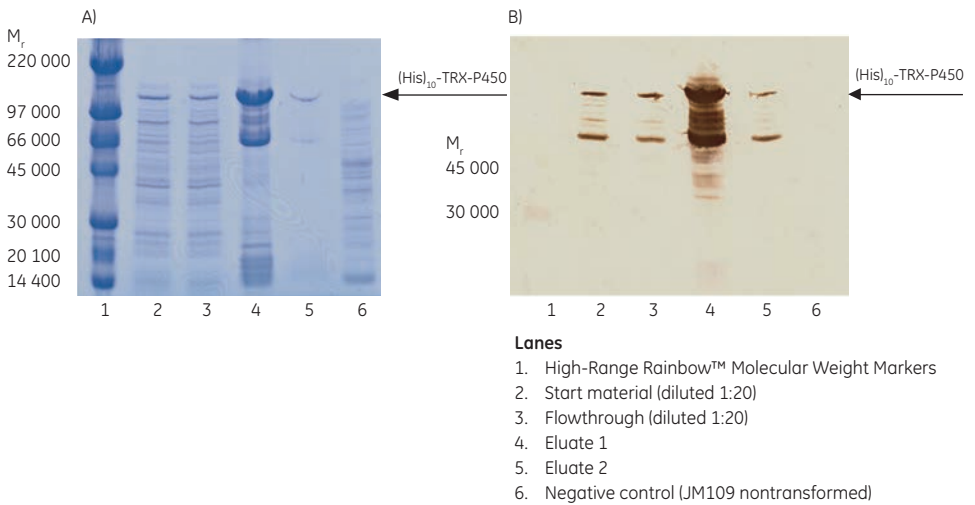 A)
M_r
220 000
97 000
66 000
45 000
30 000
20 100
14 400
(His)₁₀-TRX-P450
1 2 3 4 5 6
B)
(His)₁₀-TRX-P450
M_r
45 000
30 000
1 2 3 4 5 6
Lanes
1. High-Range Rainbow™ Molecular Weight Markers
2. Start material (diluted 1:20)
3. Flowthrough (diluted 1:20)
4. Eluate 1
5. Eluate 2
6. Negative control (JM109 nontransformed)